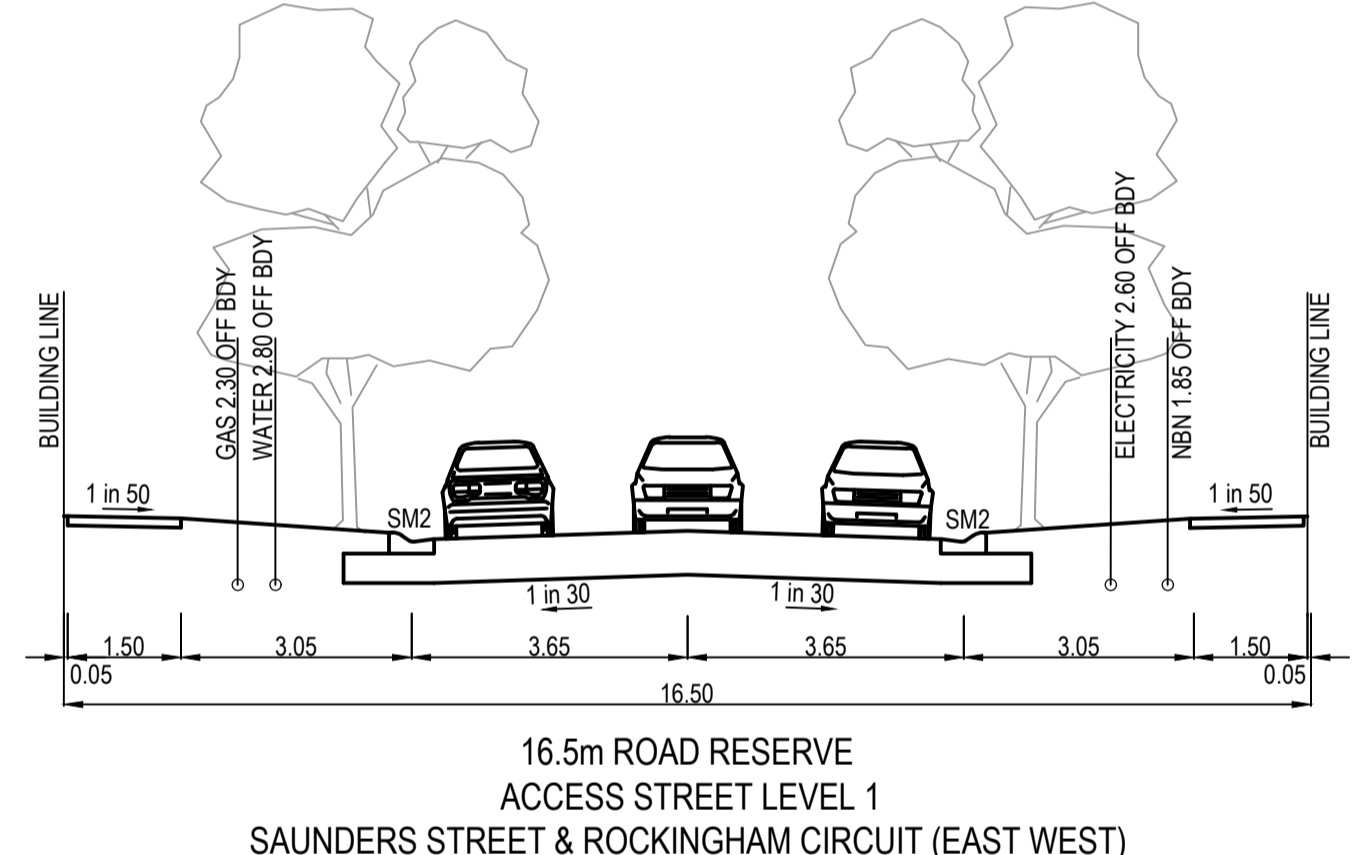 BUILDING LINE
GAS 2.30 OFF BDY
WATER 2.80 OFF BDY
ELECTRICITY 2.60 OFF BDY
NBN 1.85 OFF BDY
BUILDING LINE
1 in 50
SM2
SM2
1 in 50
1 in 30
1 in 30
1.50
3.05
3.65
3.65
3.05
1.50
0.05
0.05
16.50
16.5m ROAD RESERVE
ACCESS STREET LEVEL 1
SAUNDERS STREET & ROCKINGHAM CIRCUIT (EAST WEST)